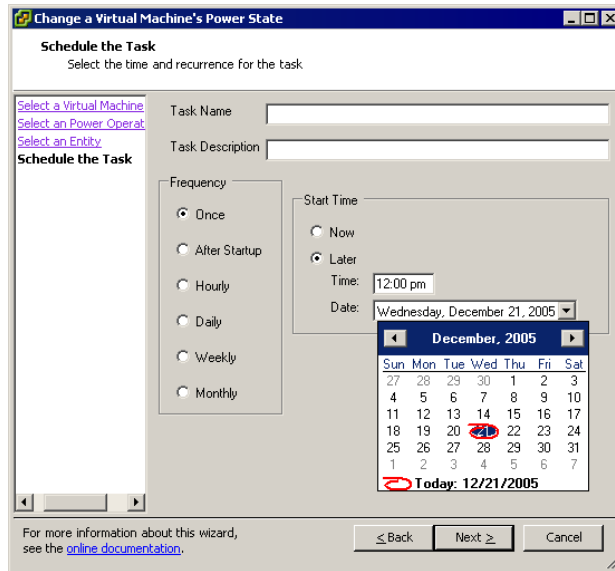 Change a Virtual Machine's Power State
Schedule the Task
Select the time and recurrence for the task
Select a Virtual Machine
Select an Power Operat
Select an Entity
Schedule the Task
Task Name
Task Description
Frequency
Once
After Startup
Hourly
Daily
Weekly
Monthly
Start Time
Now
Later
Time: 12:00 pm
Date: Wednesday, December 21, 2005
December, 2005
Sun Mon Tue Wed Thu Fri Sat
27 28 29 30 1 2 3
4 5 6 7 8 9 10
11 12 13 14 15 16 17
18 19 20 21 22 23 24
25 26 27 28 29 30 31
1 2 3 4 5 6 7
Today: 12/21/2005
For more information about this wizard,
see the online documentation.
< Back Next > Cancel